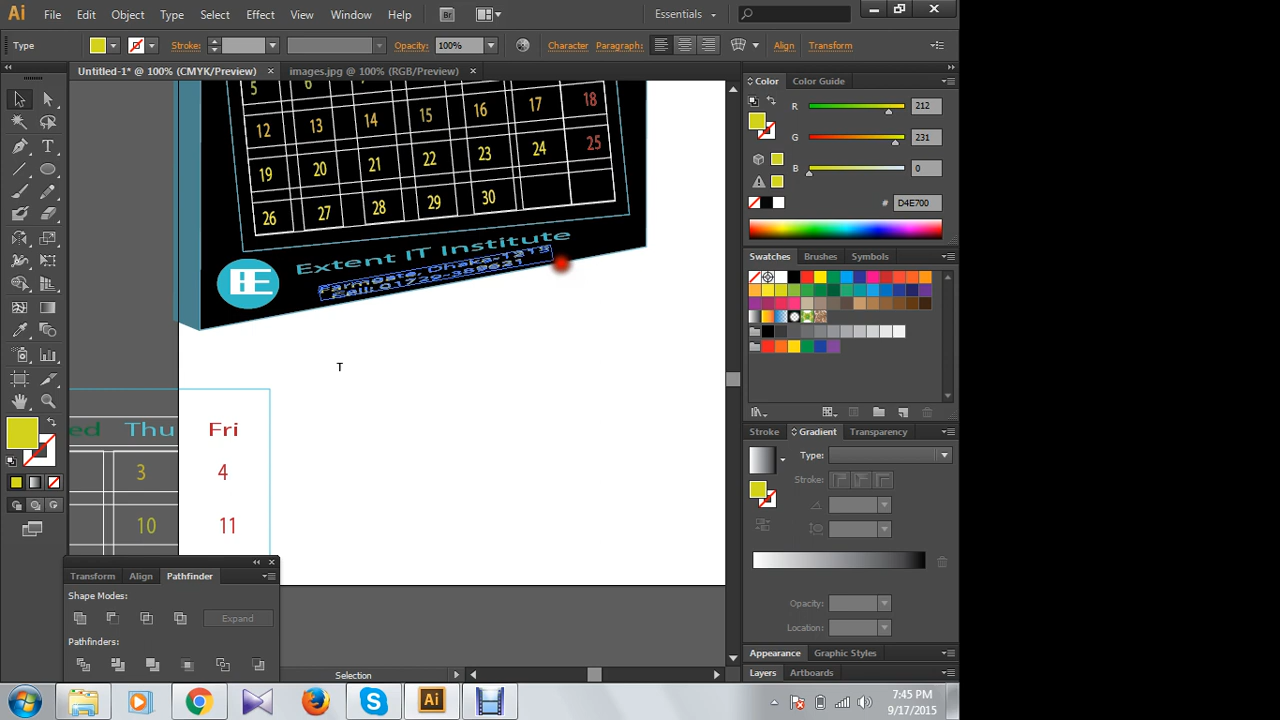 Ai File Edit Object Type Select Effect View Window Help Br Essentials
Type Stroke: Opacity: 100% Character Paragraph: Align Transform
Untitled-1* @ 100% (CMYK/Preview) × images.jpg @ 100% (RGB/Preview) ×
5 6
12 13 14 15 16 17 18
19 20 21 22 23 24 25
26 27 28 29 30
Extent IT Institute
Farmgate, Dhaka-1215
T
Thu Fri
3 4
10 11
Transform Align Pathfinder
Shape Modes:
Expand
Pathfinders:
Selection
Color Color Guide
R 212
G 231
B 0
# D4E700
Swatches Brushes Symbols
Stroke Gradient Transparency
Type:
Stroke:
Opacity:
Location:
Appearance Graphic Styles
Layers Artboards
7:45 PM
9/17/2015